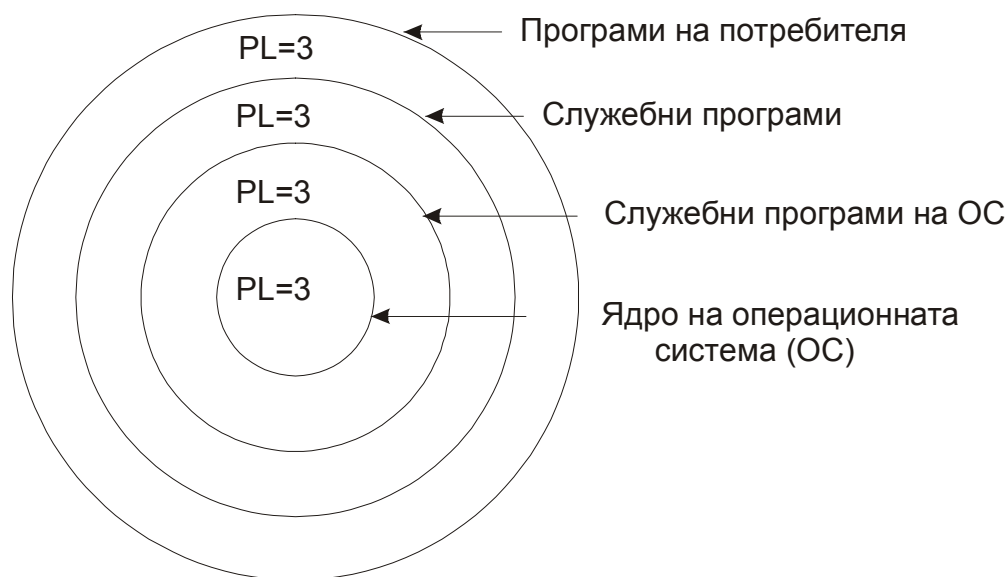 PL=3
Програми на потребителя
PL=3
Служебни програми
PL=3
Служебни програми на ОС
PL=3
Ядро на операционната
система (ОС)